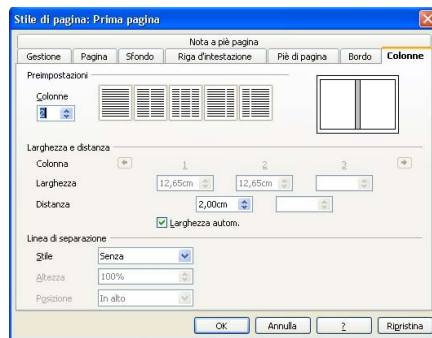 Stile di pagina: Prima pagina
Nota a piè pagina
Gestione Pagina Sfondo Riga d'intestazione Piè di pagina Bordo Colonne
Preimpostazioni
Colonne
2
Larghezza e distanza
Colonna 1 2 3
Larghezza 12,65cm 12,65cm
Distanza 2,00cm
Larghezza autom.
Linea di separazione
Stile Senza
Altezza 100%
Posizione In alto
OK Annulla ? Ripristina